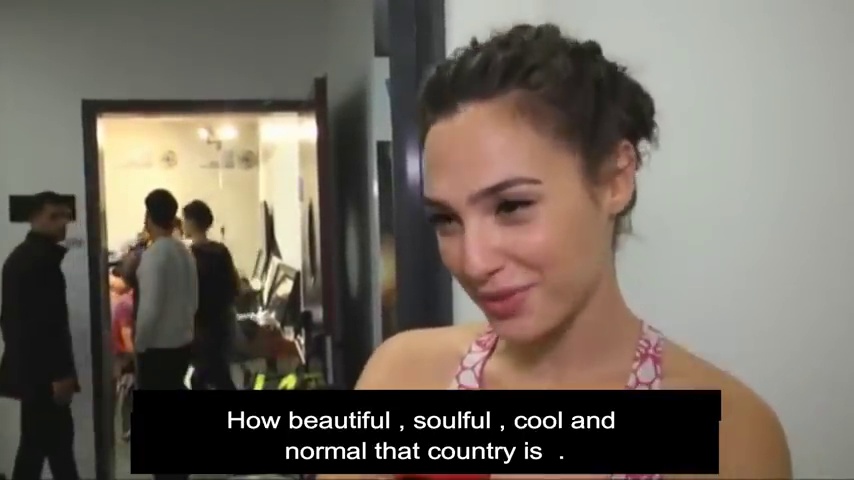 How beautiful , soulful , cool and
normal that country is  .